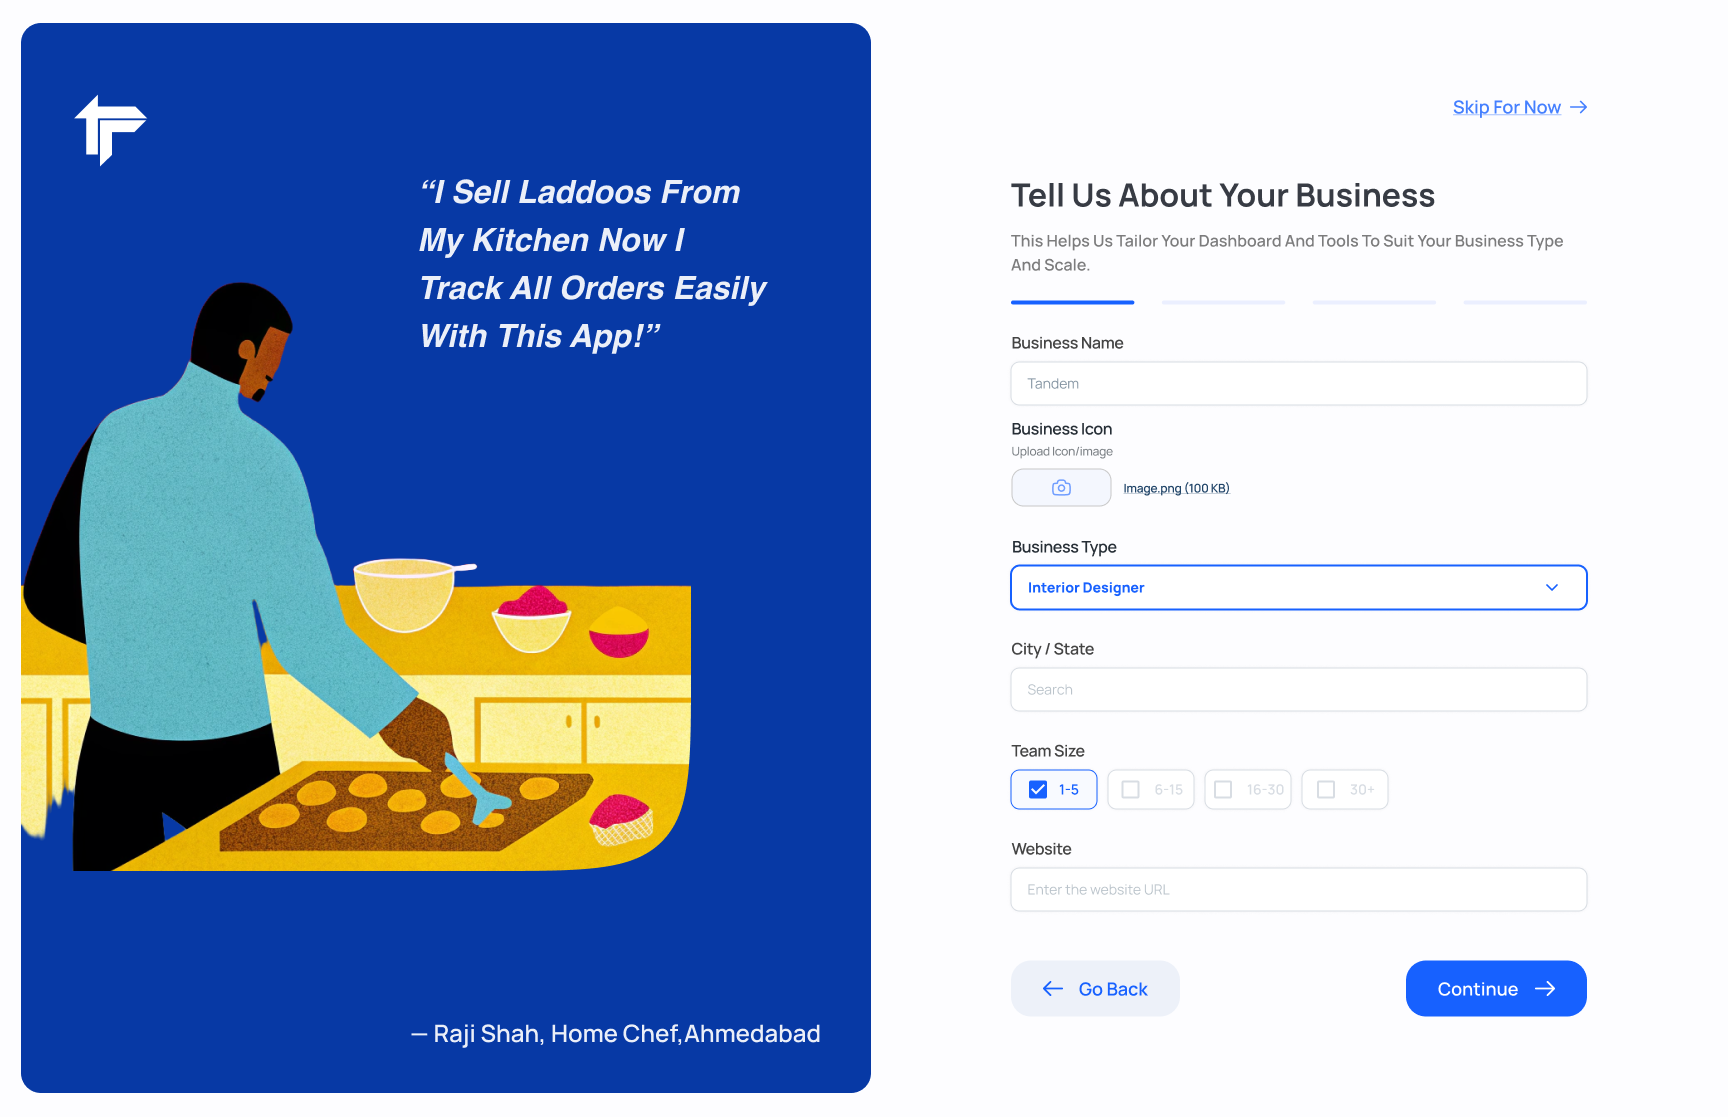 “I Sell Laddoos From
My Kitchen Now I
Track All Orders Easily
With This App!”
— Raji Shah, Home Chef,Ahmedabad
Skip For Now
Tell Us About Your Business
This Helps Us Tailor Your Dashboard And Tools To Suit Your Business Type
And Scale.
Business Name
Tandem
Business Icon
Upload Icon/image
Image.png (100 KB)
Business Type
Interior Designer
City / State
Search
Team Size
1-5 6-15 16-30 30+
Website
Enter the website URL
Go Back Continue